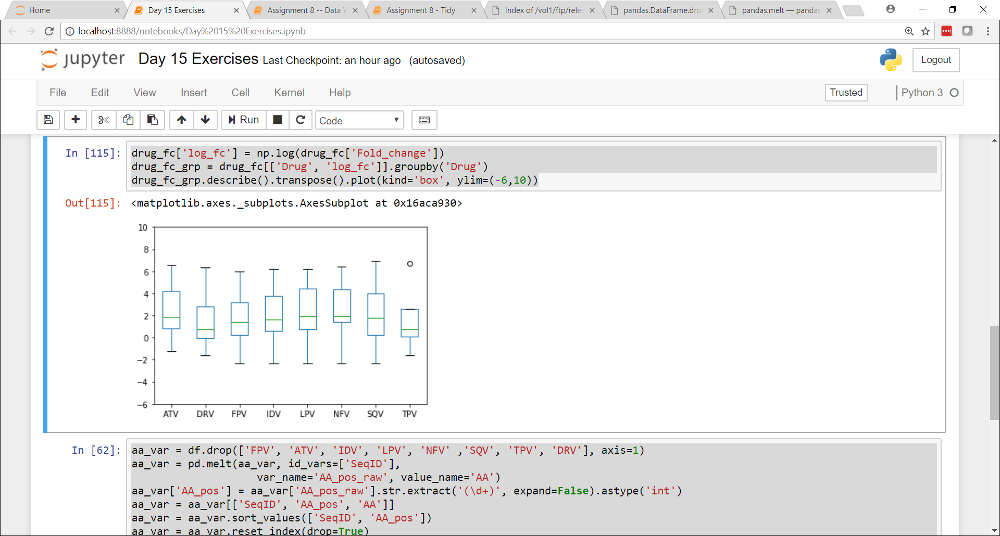 Home
Day 15 Exercises
Assignment 8 -- Data W
Assignment 8 - Tidy
Index of /vol1/ftp/relea
pandas.DataFrame.dro
pandas.melt — pandas
localhost:8888/notebooks/Day%2015%20Exercises.ipynb
jupyter Day 15 Exercises Last Checkpoint: an hour ago (autosaved)
Logout
File Edit View Insert Cell Kernel Help
Trusted
Python 3
Run
Code
In [115]:
drug_fc['log_fc'] = np.log(drug_fc['Fold_change'])
drug_fc_grp = drug_fc[['Drug', 'log_fc']].groupby('Drug')
drug_fc_grp.describe().transpose().plot(kind='box', ylim=(-6,10))
Out[115]: <matplotlib.axes._subplots.AxesSubplot at 0x16aca930>
10
8
6
4
2
0
−2
−4
−6
ATV DRV FPV IDV LPV NFV SQV TPV
In [62]:
aa_var = df.drop(['FPV', 'ATV', 'IDV', 'LPV', 'NFV' ,'SQV', 'TPV', 'DRV'], axis=1)
aa_var = pd.melt(aa_var, id_vars=['SeqID'],
var_name='AA_pos_raw', value_name='AA')
aa_var['AA_pos'] = aa_var['AA_pos_raw'].str.extract('(\d+)', expand=False).astype('int')
aa_var = aa_var[['SeqID', 'AA_pos', 'AA']]
aa_var = aa_var.sort_values(['SeqID', 'AA_pos'])
aa_var = aa_var.reset_index(drop=True)